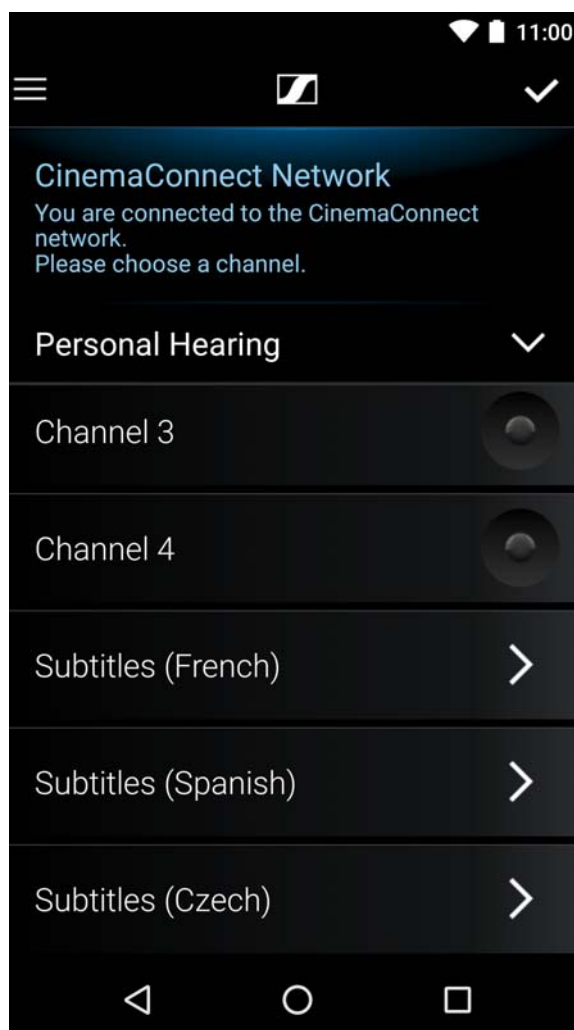 11:00
CinemaConnect Network
You are connected to the CinemaConnect
network.
Please choose a channel.
Personal Hearing
Channel 3
Channel 4
Subtitles (French)
Subtitles (Spanish)
Subtitles (Czech)